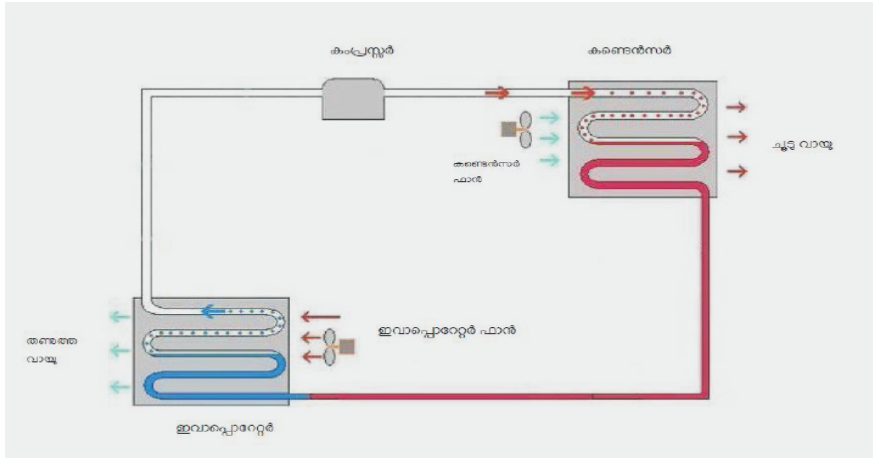 കംപ്രസ്സർ
കണ്ടെൻസർ
കണ്ടെൻസർ
ഫാൻ
ചൂടു വായു
തണുത്ത
വായു
ഇവാപ്പൊറേറ്റർ ഫാൻ
ഇവാപ്പൊറേറ്റർ